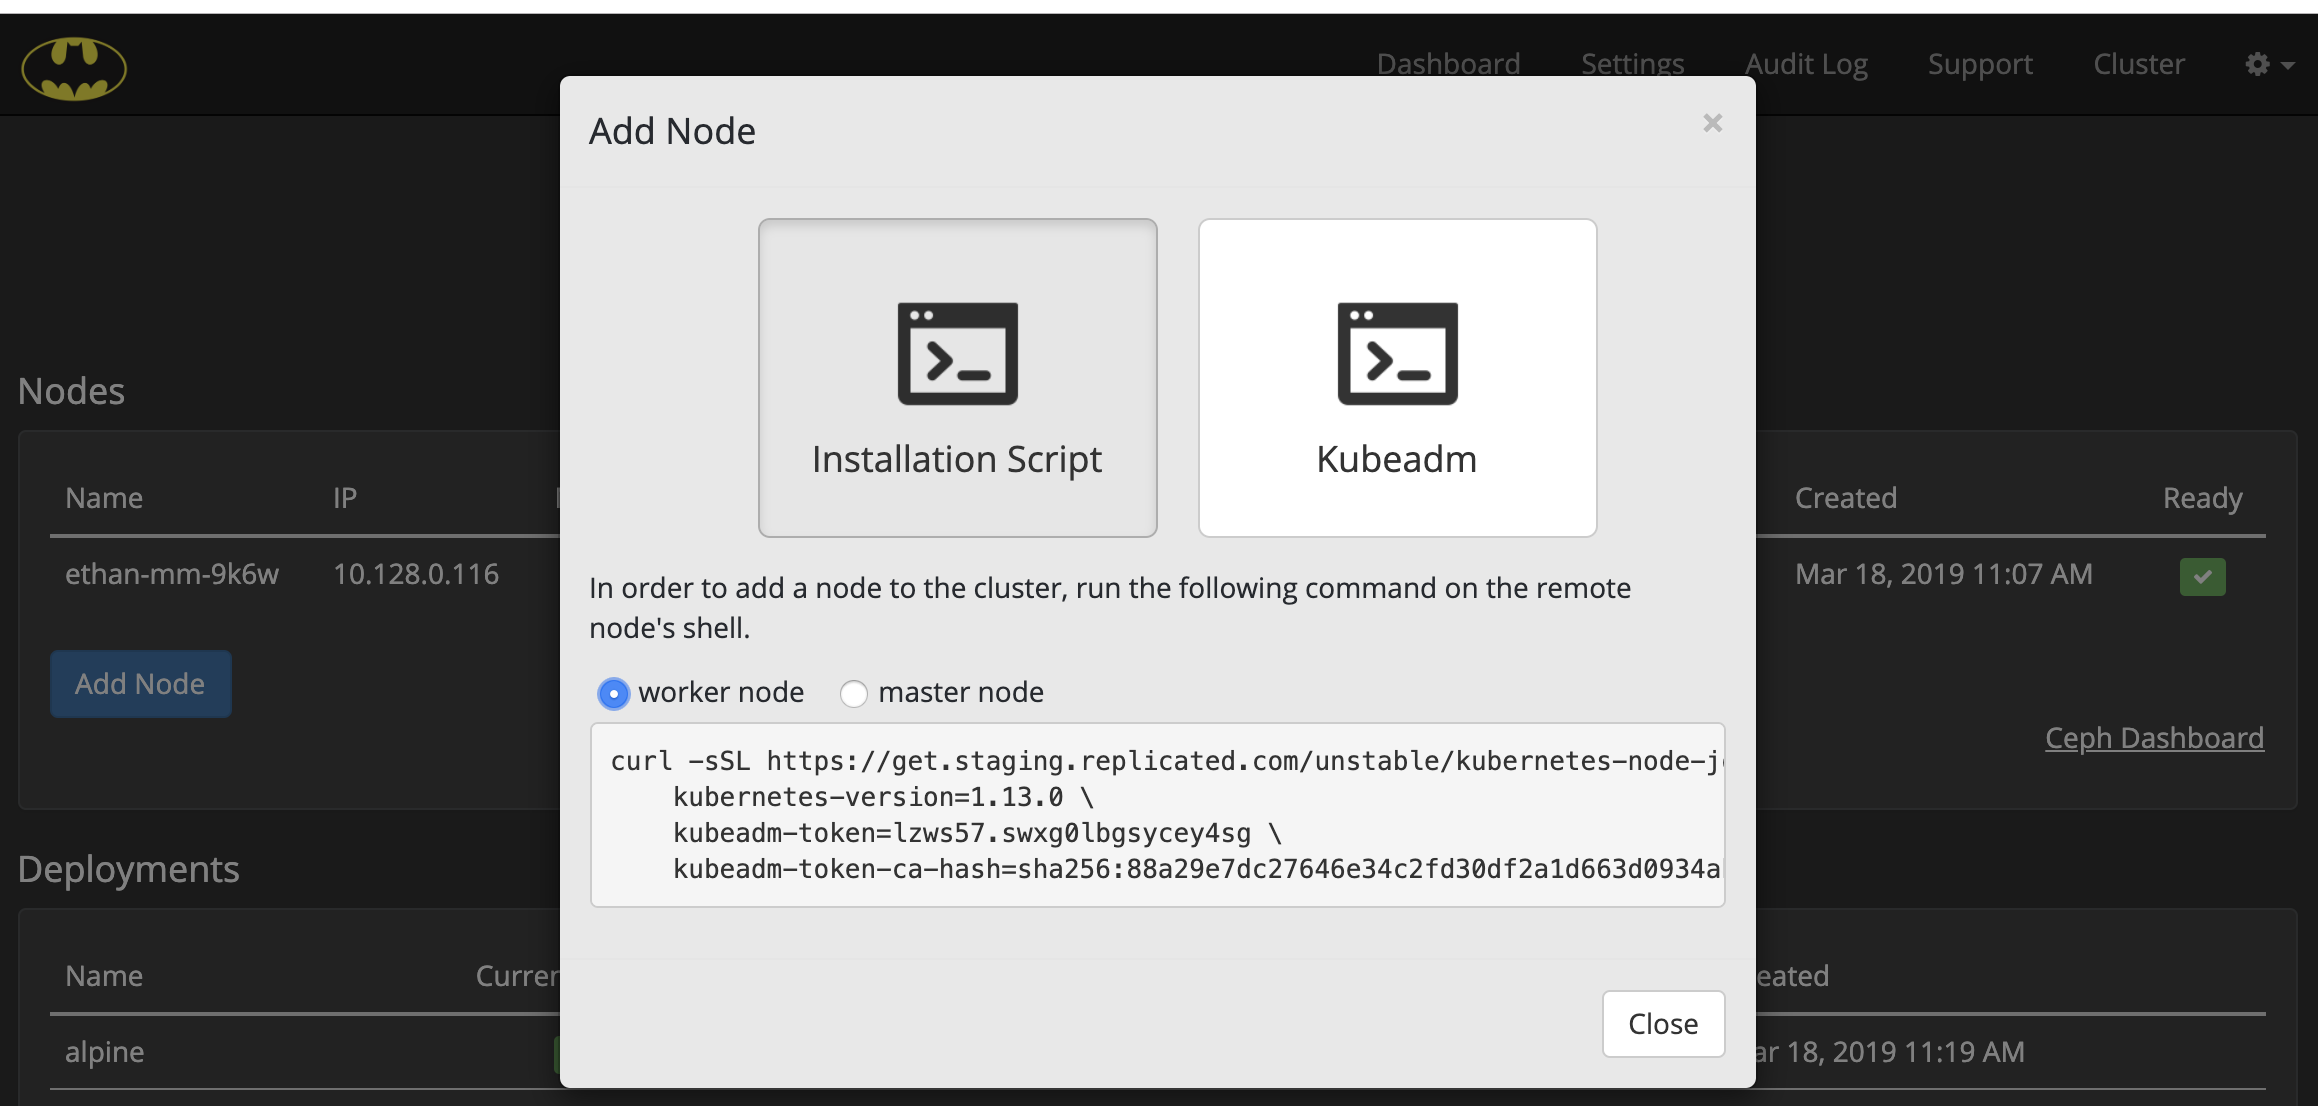 Dashboard Settings Audit Log Support Cluster
Add Node
×
Installation Script
Kubeadm
In order to add a node to the cluster, run the following command on the remote
node's shell.
worker node master node
curl -sSL https://get.staging.replicated.com/unstable/kubernetes-node-j
kubernetes-version=1.13.0 \
kubeadm-token=lzws57.swxg0lbgsycey4sg \
kubeadm-token-ca-hash=sha256:88a29e7dc27646e34c2fd30df2a1d663d0934a
Close
Nodes
Name IP Created Ready
ethan-mm-9k6w 10.128.0.116 Mar 18, 2019 11:07 AM
Add Node
Ceph Dashboard
Deployments
Name Curren eated
alpine ar 18, 2019 11:19 AM